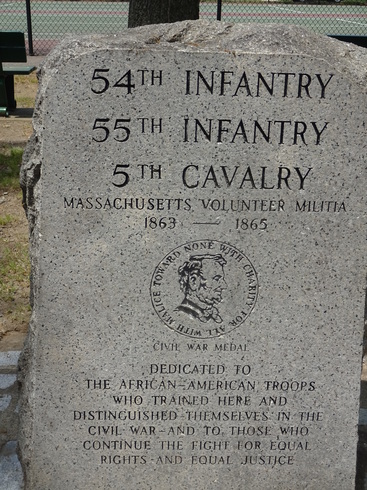 54TH INFANTRY
55TH INFANTRY
5TH CAVALRY
MASSACHUSETTS VOLUNTEER MILITIA
1863 — 1865
WITH MALICE TOWARD NONE WITH CHARITY FOR ALL
CIVIL WAR MEDAL
DEDICATED TO
THE AFRICAN-AMERICAN TROOPS
WHO TRAINED HERE AND
DISTINGUISHED THEMSELVES IN THE
CIVIL WAR-AND TO THOSE WHO
CONTINUE THE FIGHT FOR EQUAL
RIGHTS AND EQUAL JUSTICE